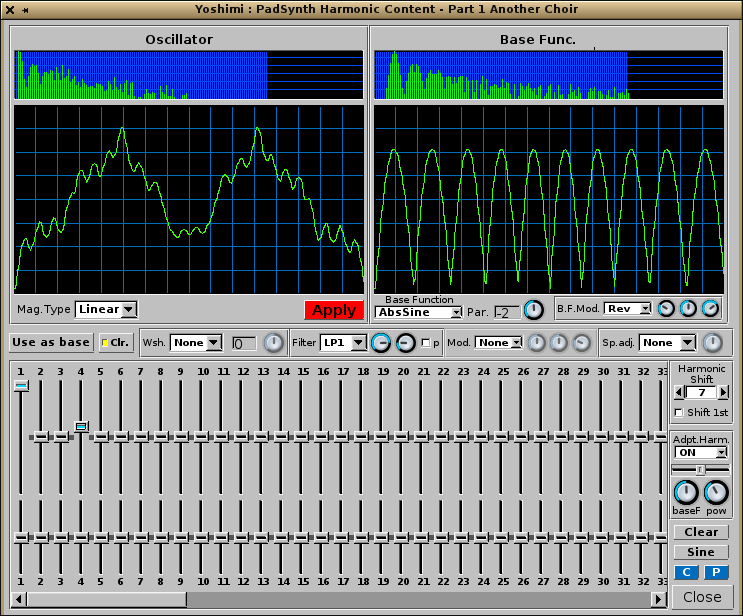 Yoshimi : PadSynth Harmonic Content - Part 1 Another Choir
Oscillator
Base Func.
Mag.Type Linear Apply
Base Function
AbsSine Par. -2 B.F.Mod. Rev
Use as base Clr. Wsh. None 0 Filter LP1 p Mod. None Sp.adj. None
1 2 3 4 5 6 7 8 9 10 11 12 13 14 15 16 17 18 19 20 21 22 23 24 25 26 27 28 29 30 31 32 33
Harmonic
Shift
7
Shift 1st
Adpt.Harm.
ON
baseF pow
Clear
Sine
C P
Close
1 2 3 4 5 6 7 8 9 10 11 12 13 14 15 16 17 18 19 20 21 22 23 24 25 26 27 28 29 30 31 32 33